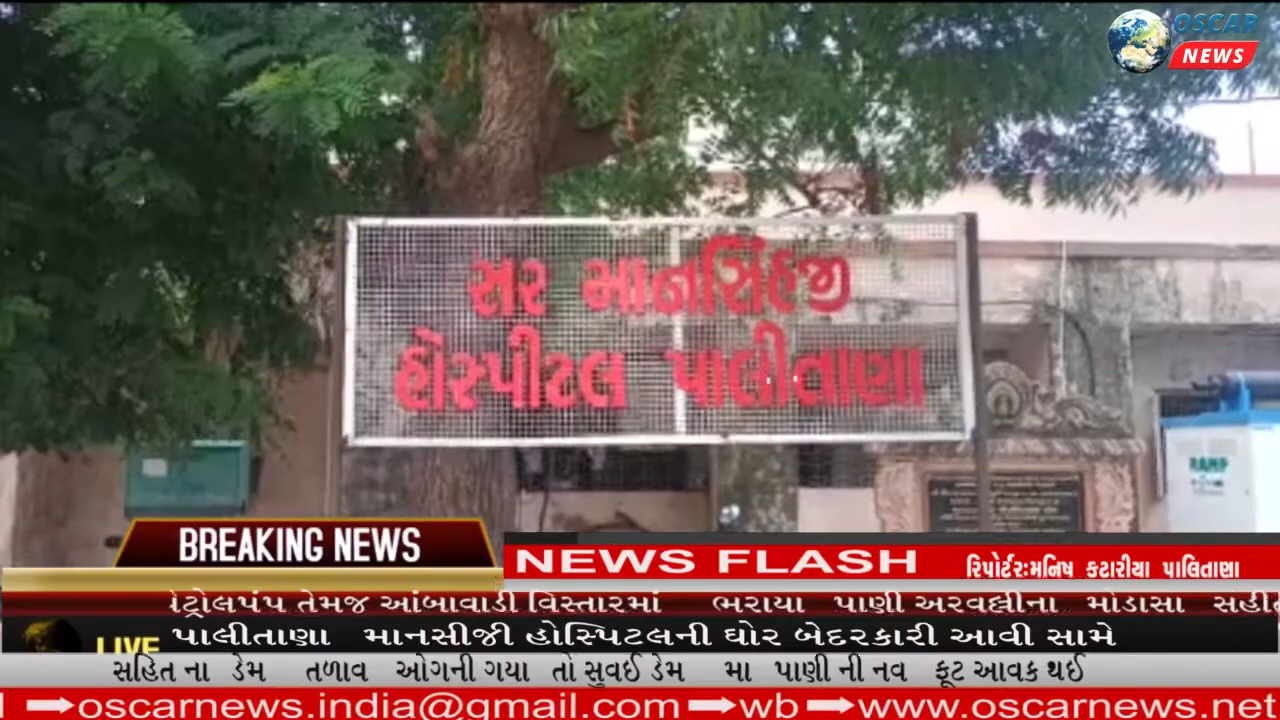 OSCAR
NEWS
સર માનસિંહજી
હોસ્પીટલ પાલીતાણા
RAMP
BREAKING NEWS
NEWS FLASH રિપોર્ટર:મનિષ કટારીયા પાલિતાણા
તેમજ આંબાવાડી વિસ્તારમાં ભરાયા પાણી અરવલ્લીના મોડાસા
LIVE પાલીતાણા માનસીજી હોસ્પિટલની ઘોર બેદરકારી આવી સામે
સહિત ના ડેમ તળાવ ઓગની ગયા તો સુવઈ ડેમ મા પાણી ની નવ ફૂટ આવક થઈ
oscarnews.india@gmail.com wb www.oscarnews.net